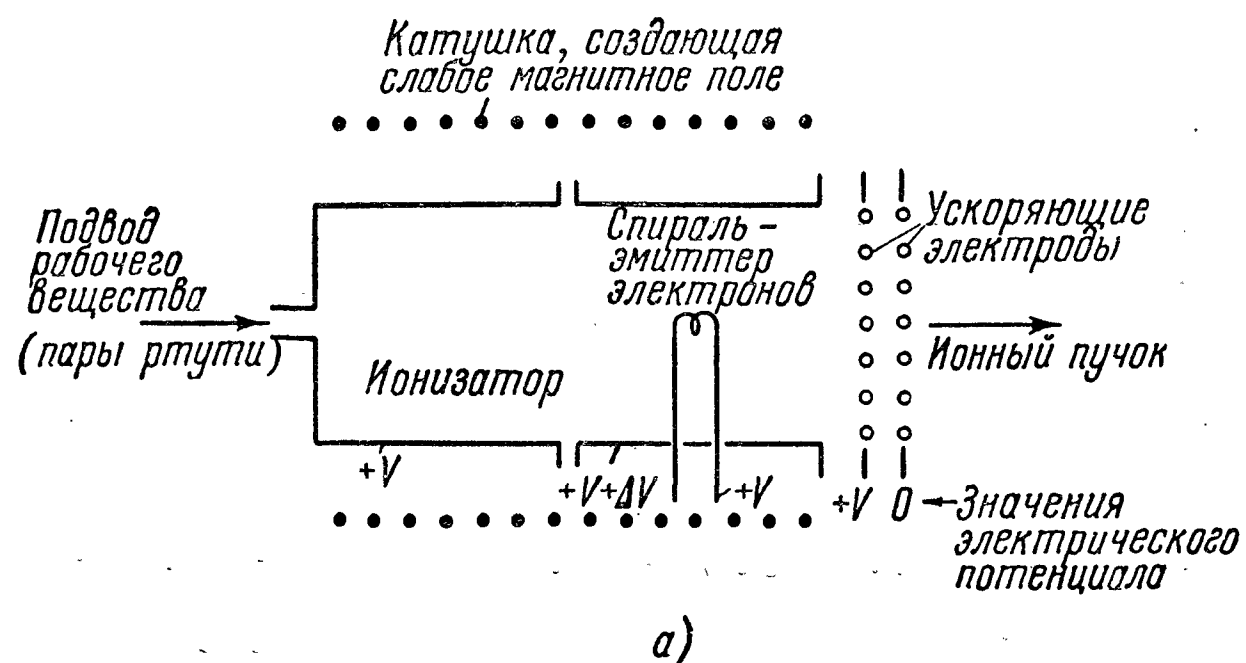 Катушка, создающая
слабое магнитное поле
Подвод
рабочего
вещества
(пары ртути)
Спираль-
эмиттер
электронов
Ускоряющие
электроды
Ионизатор
Ионный пучок
+V
+V+ΔV
+V
+V
0
Значения
электрического
потенциала
а)